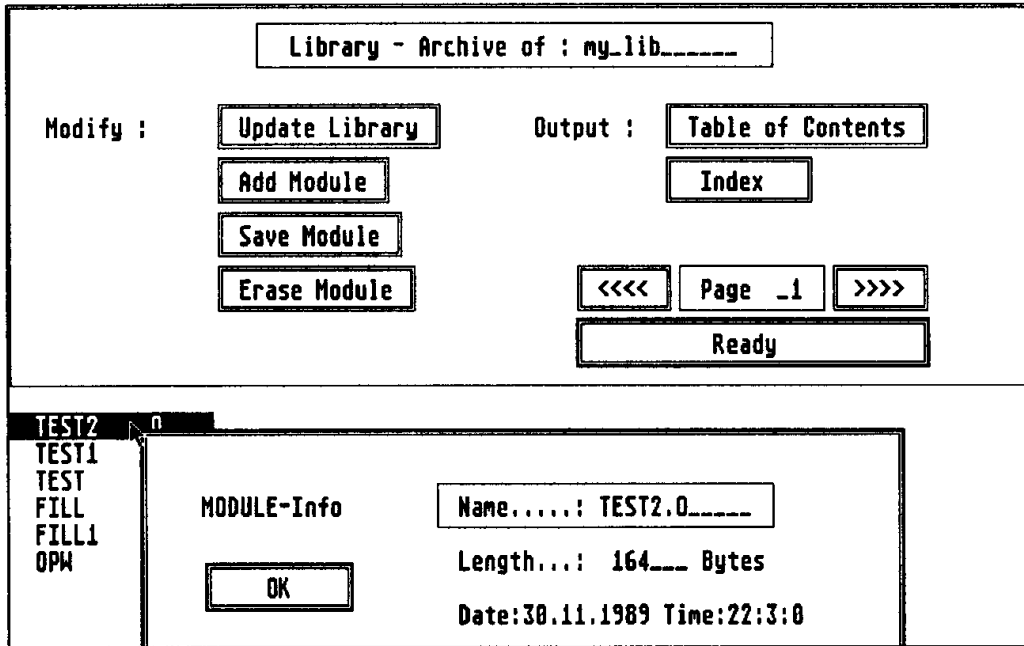 Library - Archive of : my_lib______
Modify :
Update Library
Output :
Table of Contents
Add Module
Index
Save Module
Erase Module
<<<<
Page _1
>>>>
Ready
TEST2
TEST1
TEST
FILL
FILL1
OPW
MODULE-Info
Name.....: TEST2.O_____
Length...: 164___ Bytes
OK
Date:30.11.1989 Time:22:3:0